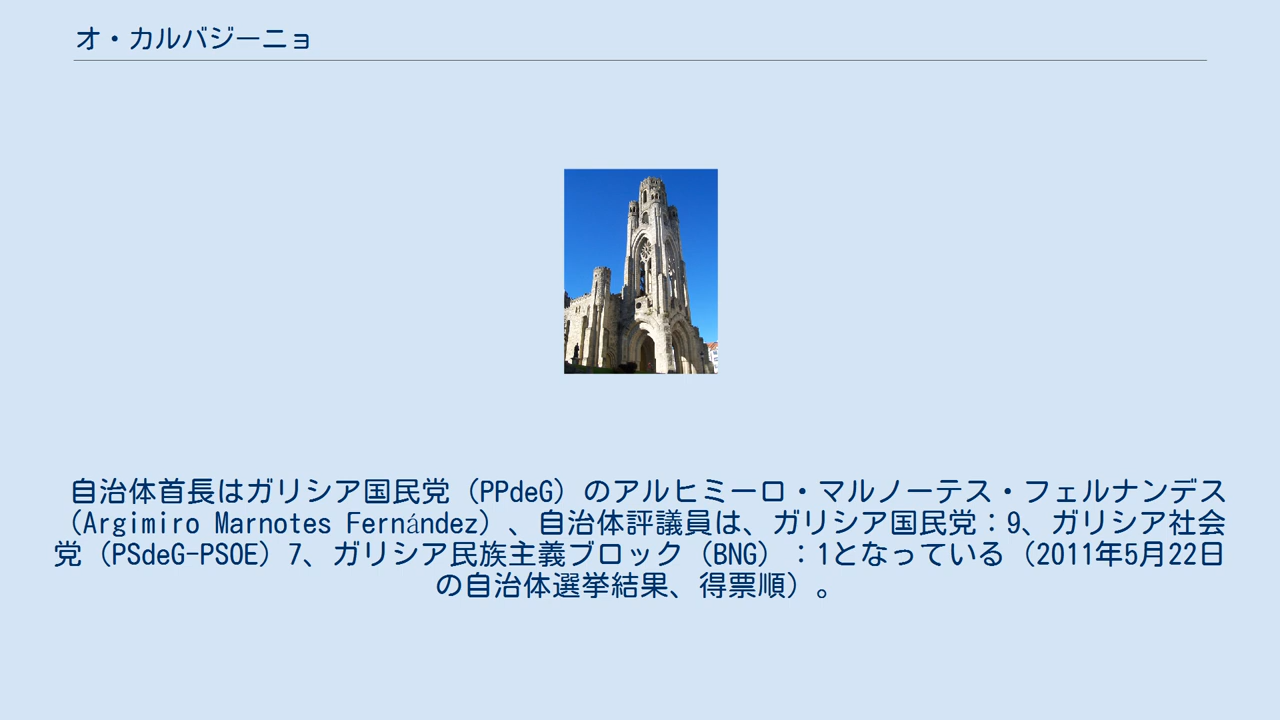 オ・カルバジーニョ
自治体首長はガリシア国民党（PPdeG）のアルヒミーロ・マルノーテス・フェルナンデス
（Argimiro Marnotes Fernández）、自治体評議員は、ガリシア国民党：9、ガリシア社会
党（PSdeG-PSOE）7、ガリシア民族主義ブロック（BNG）：1となっている（2011年5月22日
の自治体選挙結果、得票順）。